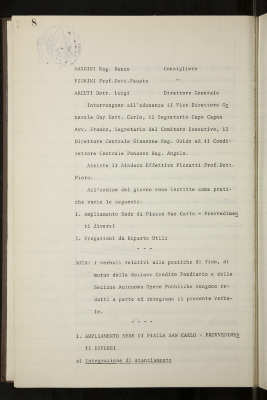 8
GANDINI Rag. Renzo Consigliere
FIORINI Prof.Dott.Fausto "
ARCUTI Dott. Luigi Direttore Generale
Intervengono all'adunanza il Vice Direttore Ge
nerale Gay Dott. Carlo, il Segretario Capo Cagna
Avv. Franco, Segretario del Comitato Esecutivo, il
Direttore Centrale Giaccone Rag. Guido ed il Condi-
rettore Centrale Penasso Rag. Angelo.
Assiste il Sindaco Effettivo Piccatti Prof.Dott.
Piero.
All'ordine del giorno sono iscritte come prati-
che varie le seguenti:
1. Ampliamento Sede di Piazza San Carlo - Provvedimen
ti diversi
2. Erogazioni da Riparto Utili
- - -
NOTA: i verbali relativi alle pratiche di Fido, di
mutuo della Sezione Credito Fondiario e della
Sezione Autonoma Opere Pubbliche vengono re-
datti a parte ed integrano il presente verba-
le.
- - - -
1. AMPLIAMENTO SEDE DI PIAZZA SAN CARLO - PROVVEDIMEN
TI DIVERSI
a) Integrazione di stanziamento